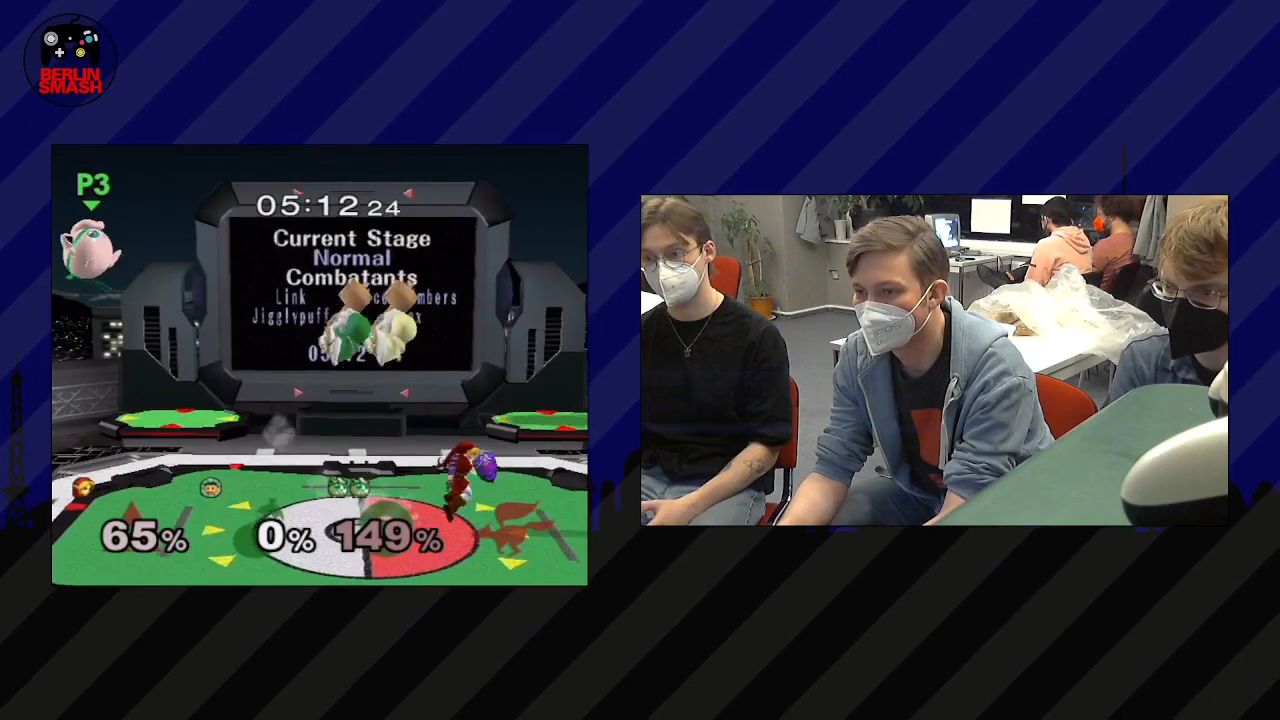 BERLIN
SMASH
P3
05:12 24
Current Stage
Normal
Combatants
Link
Jigglypuff
65%
0%
149%